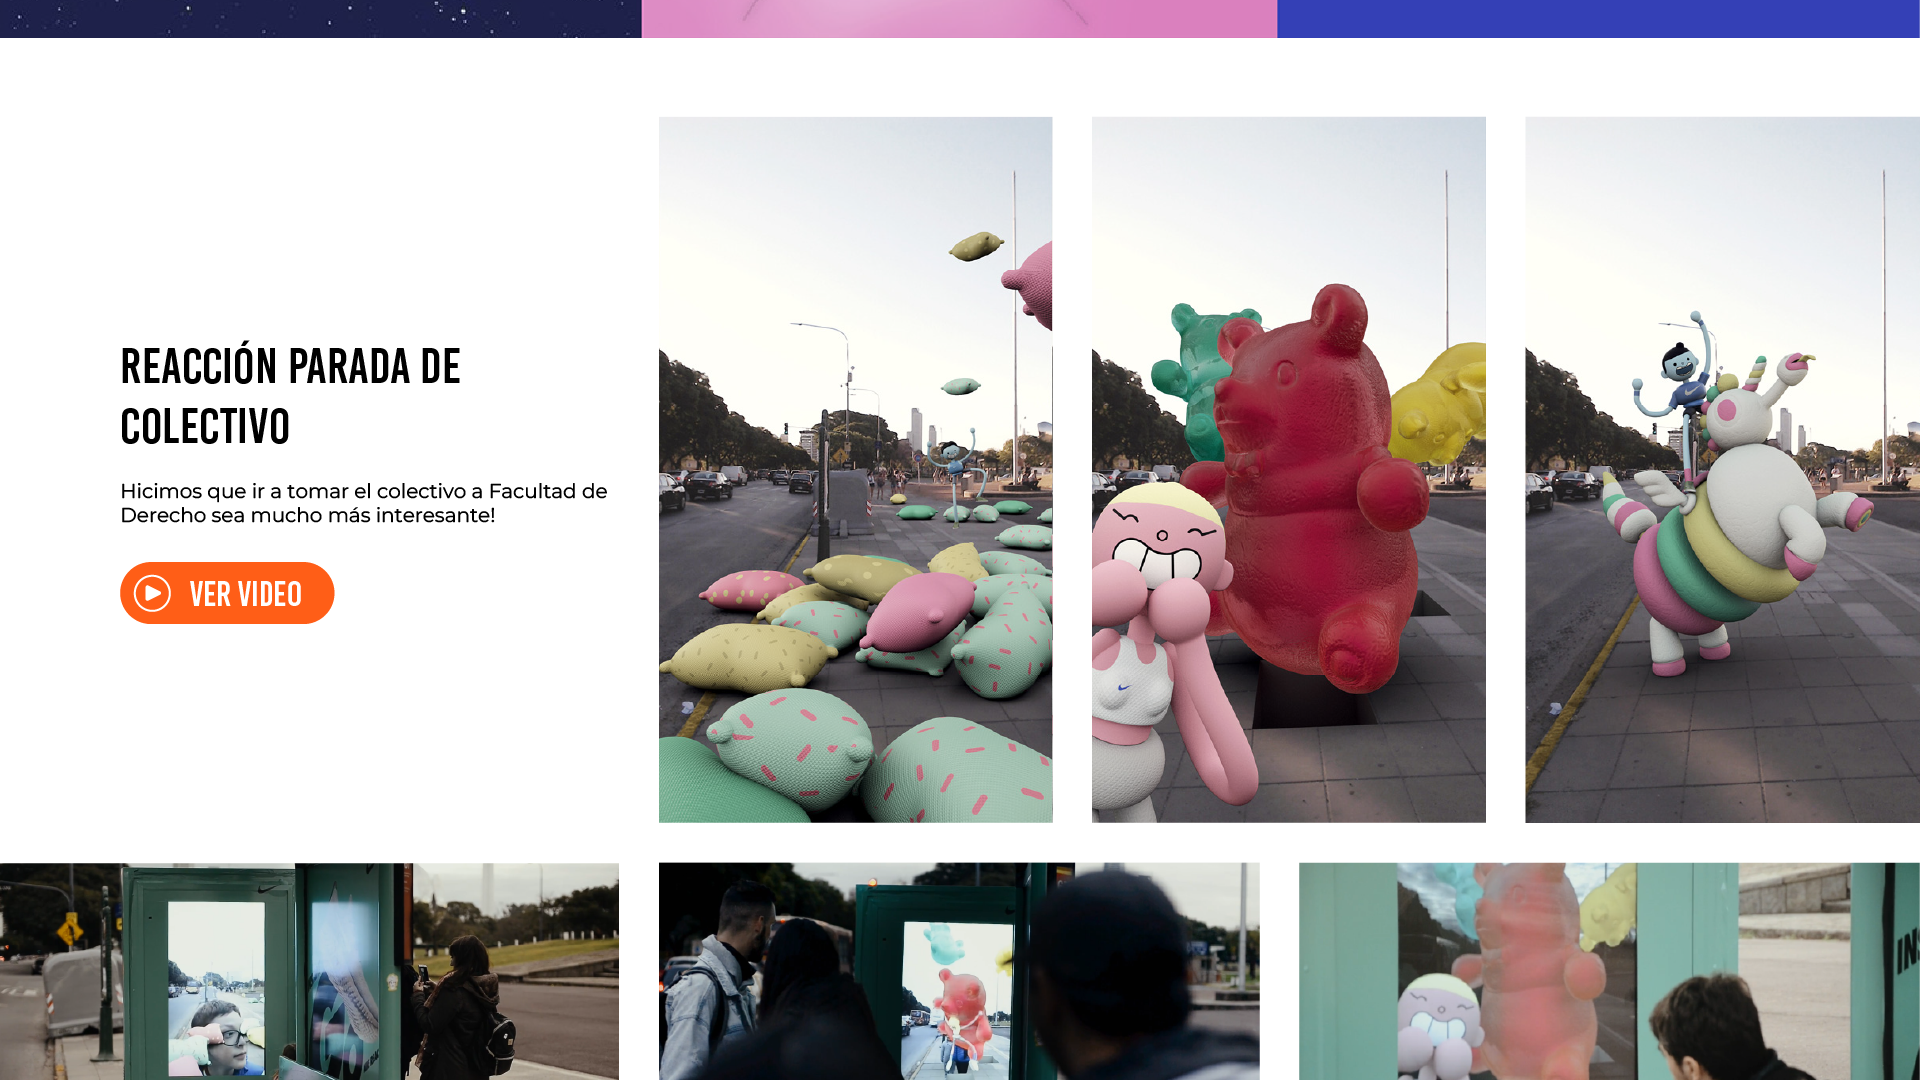 REACCIÓN PARADA DE
COLECTIVO
Hicimos que ir a tomar el colectivo a Facultad de
Derecho sea mucho más interesante!
VER VIDEO